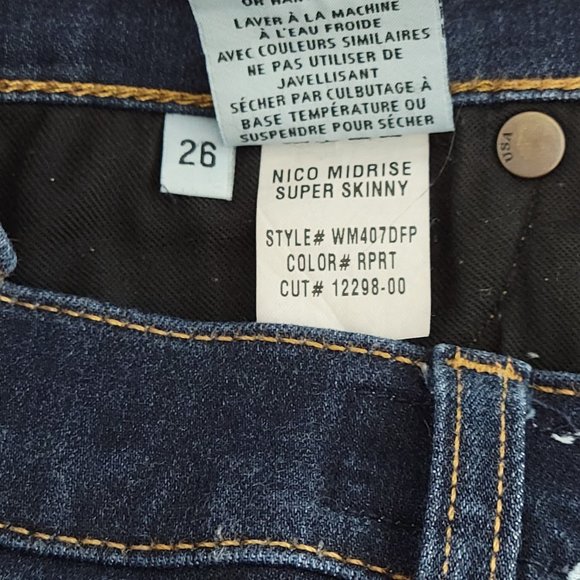 LAVER À LA MACHINE
À L'EAU FROIDE
AVEC COULEURS SIMILAIRES
NE PAS UTILISER DE
JAVELLISANT
SÉCHER PAR CULBUTAGE À
BASE TEMPÉRATURE OU
SUSPENDRE POUR SÉCHER
26
NICO MIDRISE
SUPER SKINNY
STYLE# WM407DFP
COLOR# RPRT
CUT# 12298-00
USA